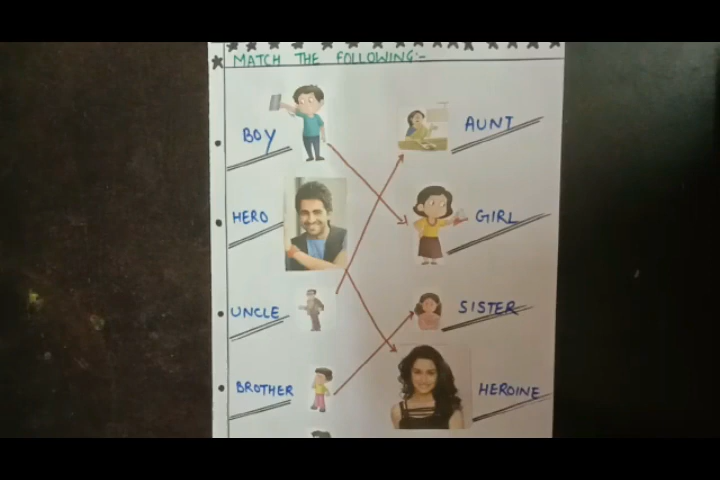 MATCH THE FOLLOWING:-
BOY
AUNT
HERO
GIRL
UNCLE
SISTER
BROTHER
HEROINE